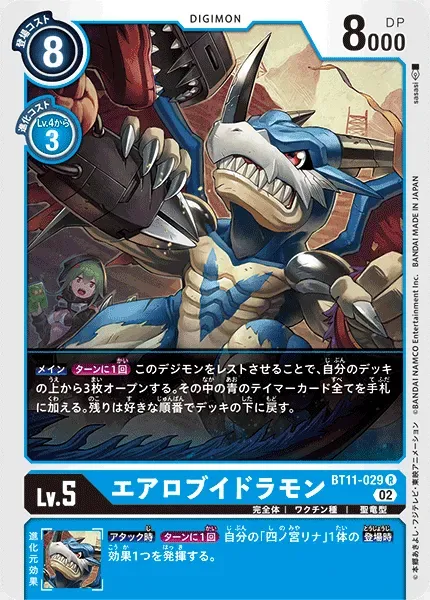 登場コスト
8
DIGIMON
8000
DP
進化コスト
Lv.4から
3
sasasi
©本郷あきよし・フジテレビ・東映アニメーション ©BANDAI NAMCO Entertainment Inc. BANDAI MADE IN JAPAN
メイン ターンに1回 このデジモンをレストさせることで、自分のデッキ
の上から3枚オープンする。その中の青のテイマーカード全てを手札
に加える。残りは好きな順番でデッキの下に戻す。
BT11-029 R
Lv.5
エアロブイドラモン
02
完全体 | ワクチン種 | 聖竜型
進化元効果
アタック時 ターンに1回 自分の「四ノ宮リナ」1体の登場時
効果1つを発揮する。